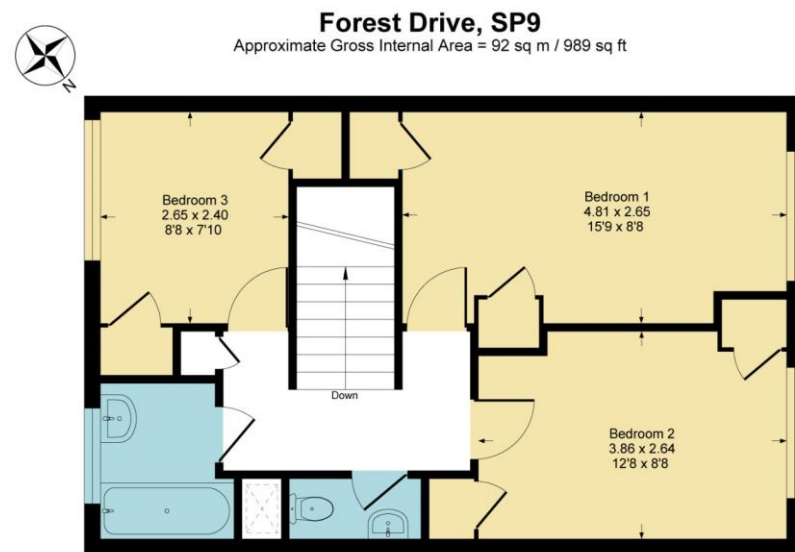 Forest Drive, SP9
Approximate Gross Internal Area = 92 sq m / 989 sq ft
N
Bedroom 3
2.65 x 2.40
8'8 x 7'10
Bedroom 1
4.81 x 2.65
15'9 x 8'8
Down
Bedroom 2
3.86 x 2.64
12'8 x 8'8